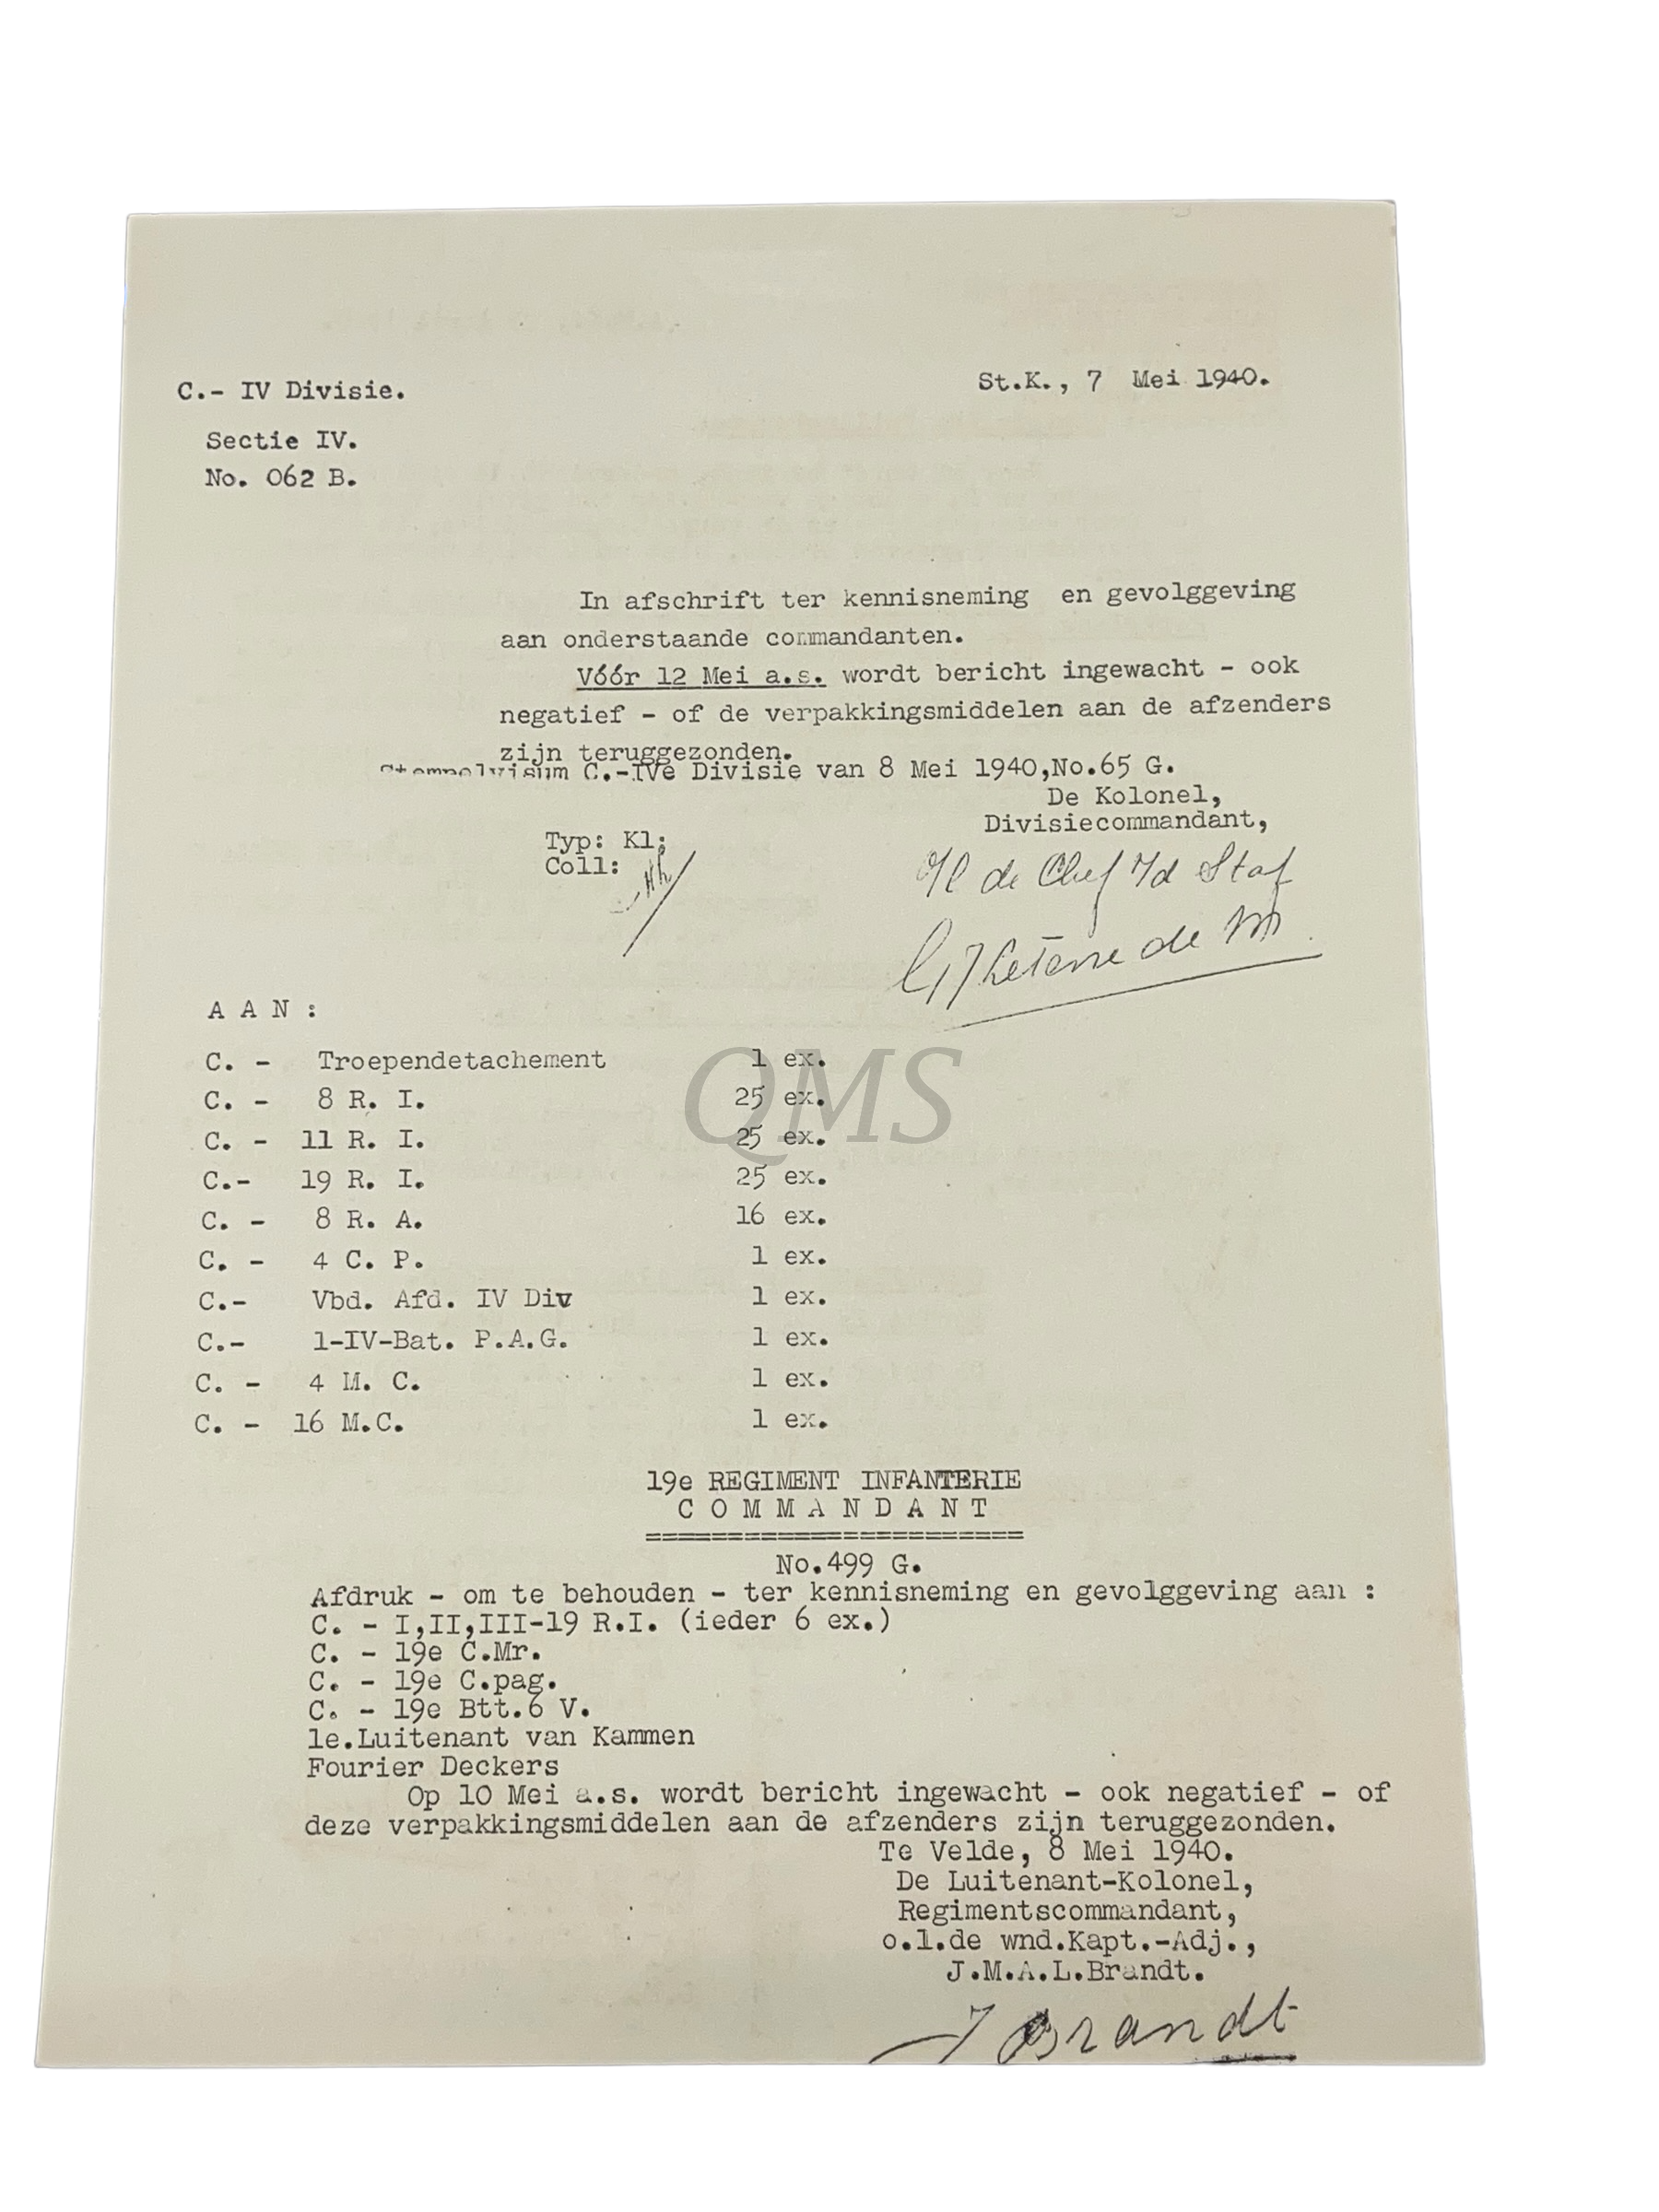 C.- IV Divisie.
St.K., 7 Mei 1940.
Sectie IV.
No. 062 B.
In afschrift ter kennisneming en gevolggeving
aan onderstaande commandanten.
Vóór 12 Mei a.s. wordt bericht ingewacht - ook
negatief - of de verpakkingsmiddelen aan de afzenders
zijn teruggezonden.
Stempelvisum C.-IVe Divisie van 8 Mei 1940,No.65 G.
De Kolonel,
Divisiecommandant,
Typ: Kl;
Coll:
de Chef v/d Staf
de
A A N :
C. - Troependetachement 1 ex.
C. - 8 R. I. 25 ex.
C. - 11 R. I. 25 ex.
C.- 19 R. I. 25 ex.
C. - 8 R. A. 16 ex.
C. - 4 C. P. 1 ex.
C.- Vbd. Afd. IV Div 1 ex.
C.- 1-IV-Bat. P.A.G. 1 ex.
C. - 4 M. C. 1 ex.
C. - 16 M.C. 1 ex.
QMS
19e REGIMENT INFANTERIE
C O M M A N D A N T
========================
No.499 G.
Afdruk - om te behouden - ter kennisneming en gevolggeving aan :
C. - I,II,III-19 R.I. (ieder 6 ex.)
C. - 19e C.Mr.
C. - 19e C.pag.
C. - 19e Btt.6 V.
1e.Luitenant van Kammen
Fourier Deckers
Op 10 Mei a.s. wordt bericht ingewacht - ook negatief - of
deze verpakkingsmiddelen aan de afzenders zijn teruggezonden.
Te Velde, 8 Mei 1940.
De Luitenant-Kolonel,
Regimentscommandant,
o.l.de wnd.Kapt.-Adj.,
J.M.A.L.Brandt.
J Brandt